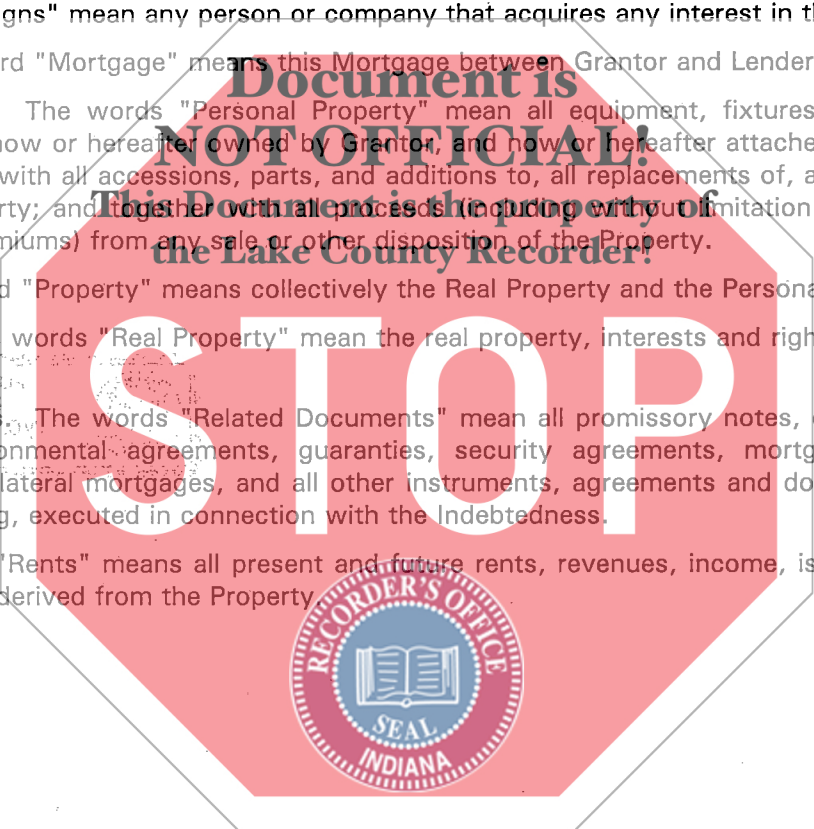 gns" mean any person or company that acquires any interest in th
rd "Mortgage" means this Mortgage between Grantor and Lender
Document is
The words "Personal Property" mean all equipment, fixtures
now or hereafter owned by Grantor, and now or hereafter attache
NOT OFFICIAL!
with all accessions, parts, and additions to, all replacements of, a
rty; and together with all proceeds (including without limitation
This Document is the property of
miums) from any sale or other disposition of the Property.
the Lake County Recorder!
d "Property" means collectively the Real Property and the Persona
words "Real Property" mean the real property, interests and righ
STOP
s. The words "Related Documents" mean all promissory notes,
onmental agreements, guaranties, security agreements, mortg
lateral mortgages, and all other instruments, agreements and do
g, executed in connection with the Indebtedness.
"Rents" means all present and future rents, revenues, income, is
derived from the Property.
RECORDER'S OFFICE
SEAL
INDIANA